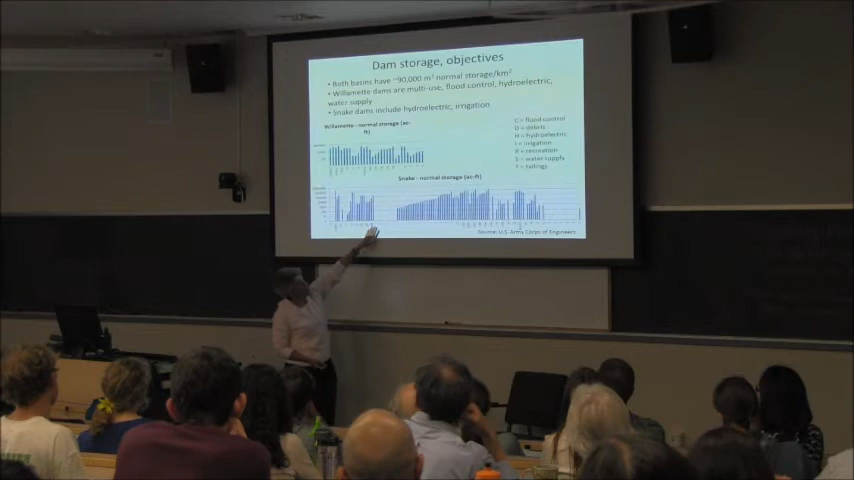 Dam storage, objectives
• Both basins have ~90,000 m³ normal storage/km²
• Willamette dams are multi-use, flood control, hydroelectric,
water supply
• Snake dams include hydroelectric, irrigation
Willamette - normal storage (ac-
ft)
C = flood control
D = debris
H = hydroelectric
I = irrigation
R = recreation
S = water supply
T = tailings
Snake - normal storage (ac-ft)
Source: U.S. Army Corps of Engineers